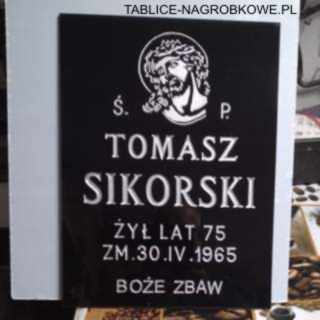 TABLICE-NAGROBKOWE.PL
Ś. P.
TOMASZ
SIKORSKI
ŻYŁ LAT 75
ZM.30.IV.1965
BOŻE ZBAW